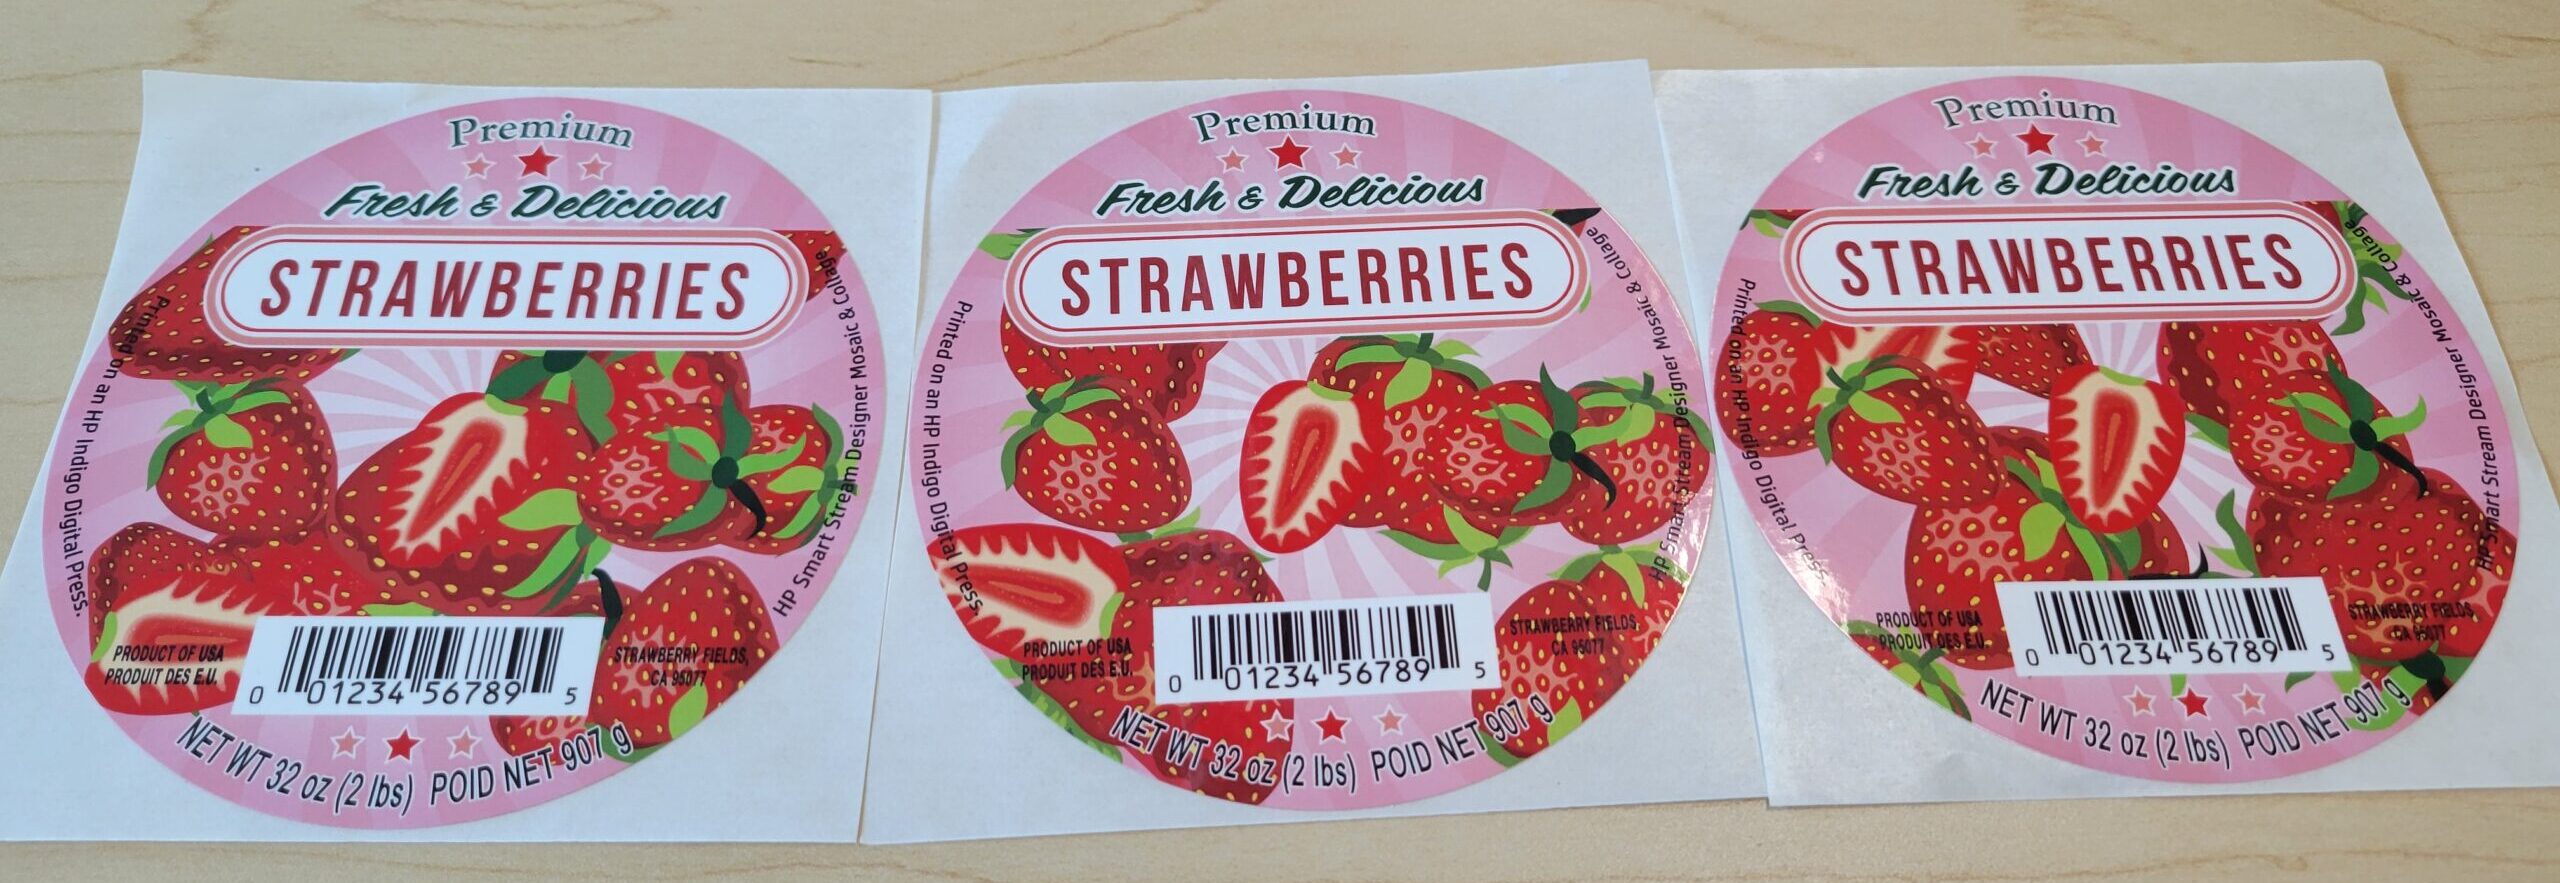 Premium
Fresh & Delicious
STRAWBERRIES
Printed on an HP Indigo Digital Press.
HP Smart Stream Designer Mosaic & Collage
PRODUCT OF USA
PRODUIT DES E.U.
0 01234 56789 5
STRAWBERRY FIELDS,
CA 95077
NET WT 32 oz (2 lbs) POID NET 907 g
Premium
Fresh & Delicious
STRAWBERRIES
Printed on an HP Indigo Digital Press.
HP Smart Stream Designer Mosaic & Collage
PRODUCT OF USA
PRODUIT DES E.U.
0 01234 56789 5
STRAWBERRY FIELDS,
CA 95077
NET WT 32 oz (2 lbs) POID NET 907 g
Premium
Fresh & Delicious
STRAWBERRIES
Printed on an HP Indigo Digital Press.
HP Smart Stream Designer Mosaic & Collage
PRODUCT OF USA
PRODUIT DES E.U.
0 01234 56789 5
STRAWBERRY FIELDS,
CA 95077
NET WT 32 oz (2 lbs) POID NET 907 g